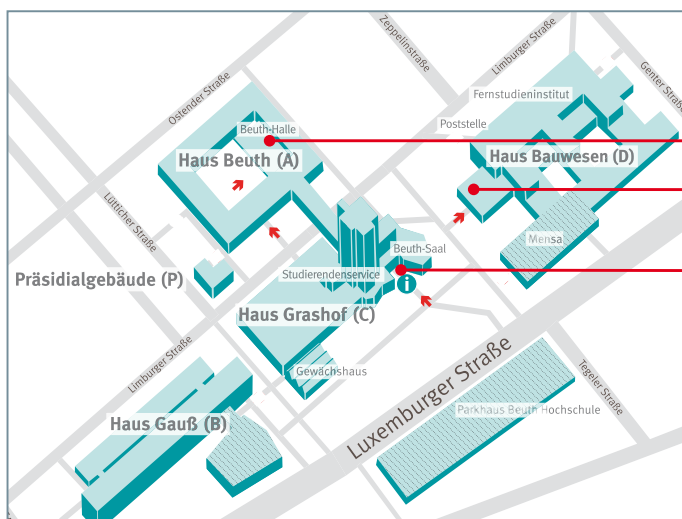 Zeppelinstraße
Limburger Straße
Genter Straße
Ostender Straße
Fernstudieninstitut
Poststelle
Beuth-Halle
Haus Beuth (A)
Haus Bauwesen (D)
Lütticher Straße
Mensa
Beuth-Saal
Präsidialgebäude (P)
Studierendenservice
i
Haus Grashof (C)
Limburger Straße
Gewächshaus
Luxemburger Straße
Tegeler Straße
Haus Gauß (B)
Parkhaus Beuth Hochschule